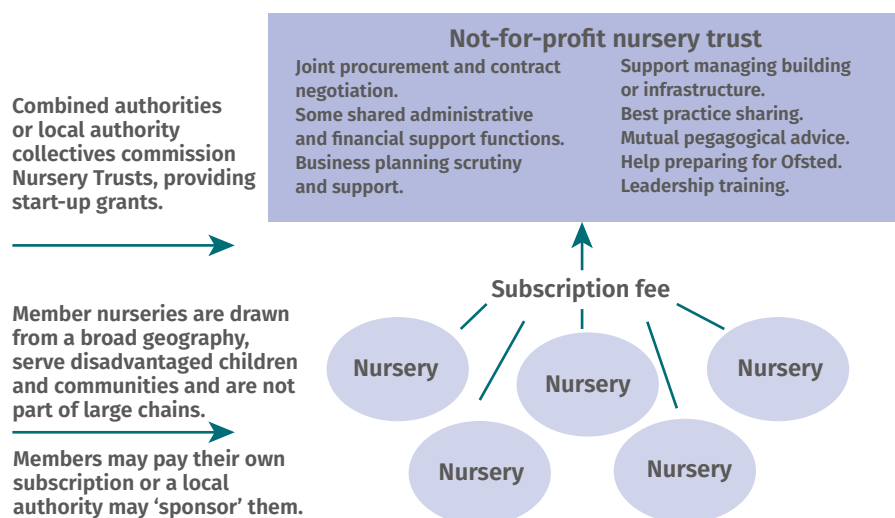 Not-for-profit nursery trust
Joint procurement and contract
negotiation.
Some shared administrative
and financial support functions.
Business planning scrutiny
and support.
Support managing building
or infrastructure.
Best practice sharing.
Mutual pegagogical advice.
Help preparing for Ofsted.
Leadership training.
Combined authorities
or local authority
collectives commission
Nursery Trusts, providing
start-up grants.
Subscription fee
Member nurseries are drawn
from a broad geography,
serve disadvantaged children
and communities and are not
part of large chains.
Members may pay their own
subscription or a local
authority may ‘sponsor’ them.
Nursery
Nursery
Nursery
Nursery
Nursery